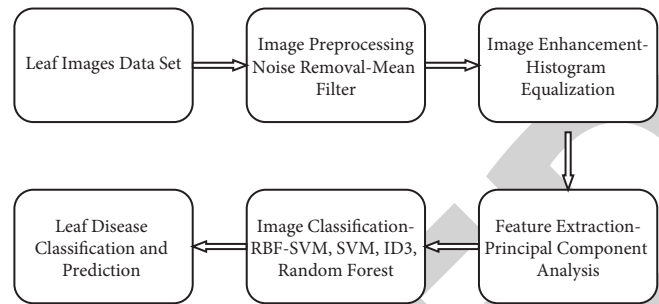 Leaf Images Data Set
Image Preprocessing
Noise Removal-Mean
Filter
Image Enhancement-
Histogram
Equalization
Leaf Disease
Classification and
Prediction
Image Classification-
RBF-SVM, SVM, ID3,
Random Forest
Feature Extraction-
Principal Component
Analysis